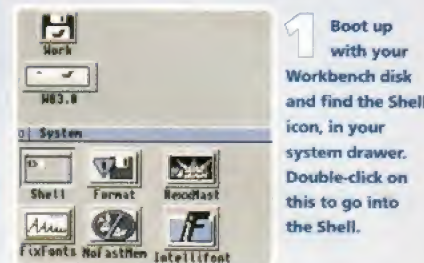 Work
WB3.0
System
Shell Format RexxMast
FixFonts NoFastMem Intellifont
1 Boot up
with your
Workbench disk
and find the Shell
icon, in your
system drawer.
Double-click on
this to go into
the Shell.